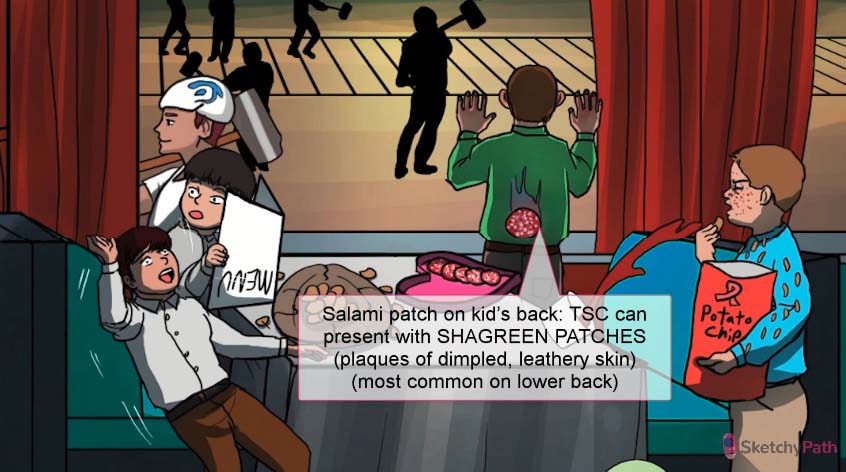 MENU
Salami patch on kid's back: TSC can
present with SHAGREEN PATCHES
(plaques of dimpled, leathery skin)
(most common on lower back)
Potato
Chip
SketchyPath